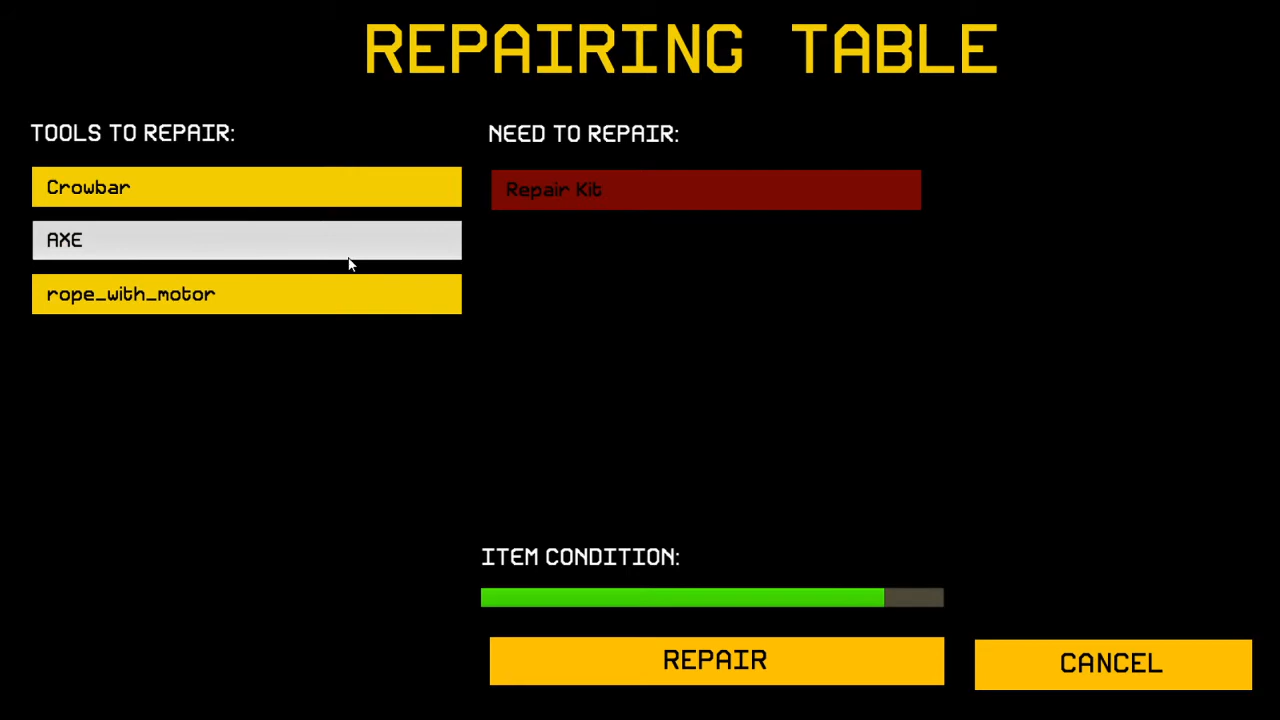 REPAIRING TABLE
TOOLS TO REPAIR:
Crowbar
AXE
rope_with_motor
NEED TO REPAIR:
Repair Kit
ITEM CONDITION:
REPAIR
CANCEL